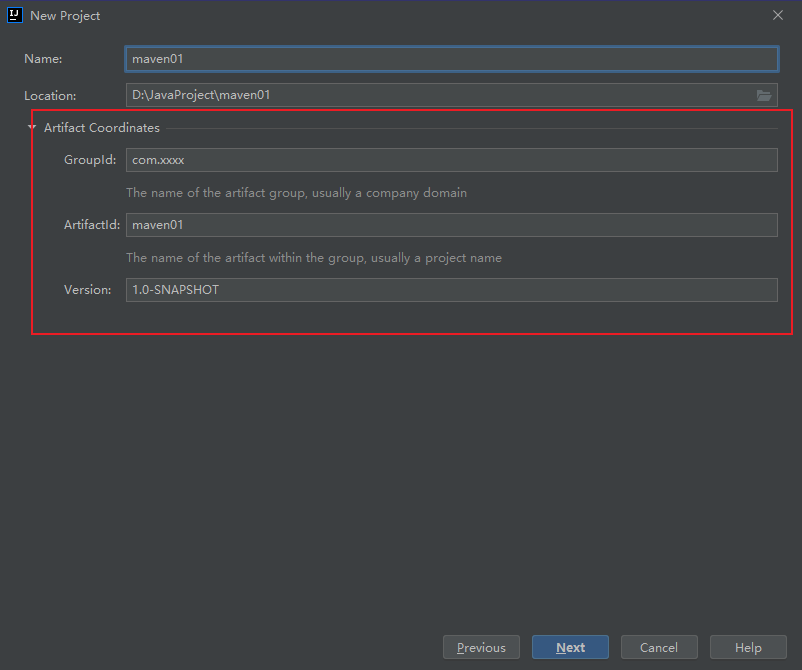 IJ New Project
Name: maven01
Location: D:\JavaProject\maven01
Artifact Coordinates
GroupId: com.xxxx
The name of the artifact group, usually a company domain
ArtifactId: maven01
The name of the artifact within the group, usually a project name
Version: 1.0-SNAPSHOT
Previous Next Cancel Help